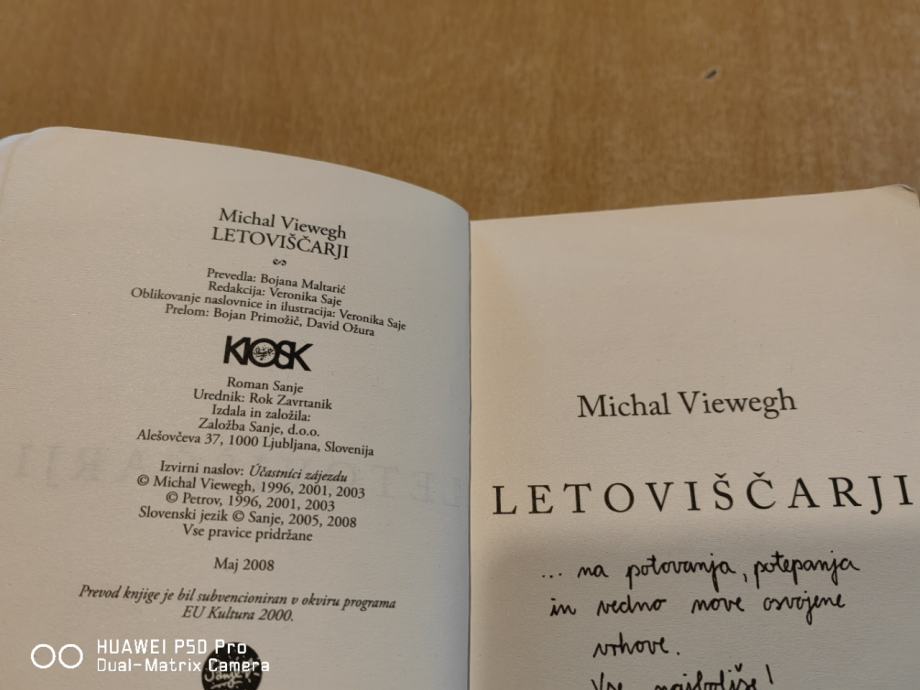 Michal Viewegh
LETOVIŠČARJI
Prevedla: Bojana Maltarić
Redakcija: Veronika Saje
Oblikovanje naslovnice in ilustracija: Veronika Saje
Prelom: Bojan Primožič, David Ožura
KIOSK
Roman Sanje
Urednik: Rok Zavrtanik
Izdala in založila:
Založba Sanje, d.o.o.
Alešovčeva 37, 1000 Ljubljana, Slovenija
Izvirni naslov: Účastníci zájezdu
© Michal Viewegh, 1996, 2001, 2003
© Petrov, 1996, 2001, 2003
Slovenski jezik © Sanje, 2005, 2008
Vse pravice pridržane
Maj 2008
Prevod knjige je bil subvencioniran v okviru programa
EU Kultura 2000.
Sanje
HUAWEI P50 Pro
Dual-Matrix Camera
Michal Viewegh
LETOVIŠČARJI
... na potovanja, potepanja
in vedno nove osvojene
vrhove.
Vse najboljše!